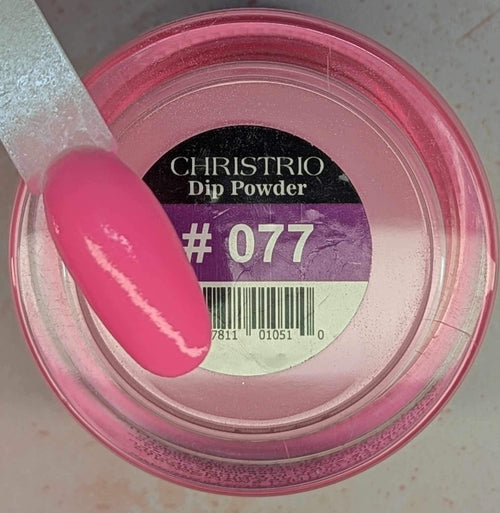 CHRISTRIO
Dip Powder
# 077
7811 01051 0